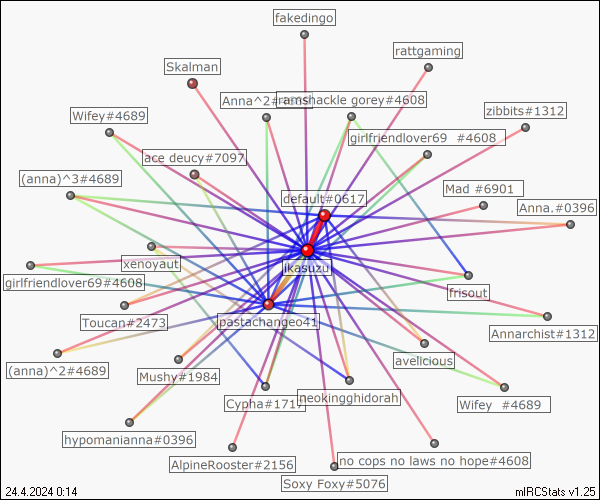 fakedingo
rattgaming
Skalman
Anna^2#4689
ramshackle gorey#4608
zibbits#1312
Wifey#4689
girlfriendlover69 #4608
ace deucy#7097
(anna)^3#4689
Mad #6901
default#0617
Anna.#0396
xenoyaut
jikasuzu
girlfriendlover69#4608
frisout
Toucan#2473
pastachangeo41
Annarchist#1312
avelicious
(anna)^2#4689
Mushy#1984
Cypha#1717
neokingghidorah
Wifey #4689
hypomanianna#0396
AlpineRooster#2156
no cops no laws no hope#4608
Soxy Foxy#5076
24.4.2024 0:14
mIRCStats v1.25